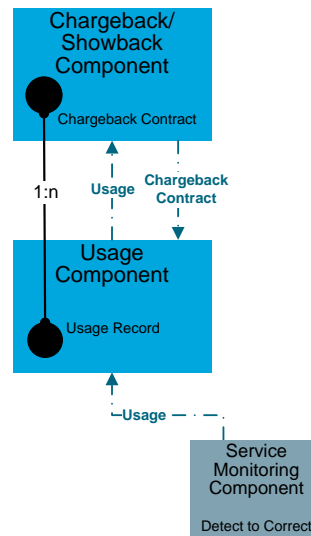 Chargeback/
Showback
Component
Chargeback Contract
1:n
Usage
Chargeback
Contract
Usage
Component
Usage Record
Usage
Service
Monitoring
Component
Detect to Correct